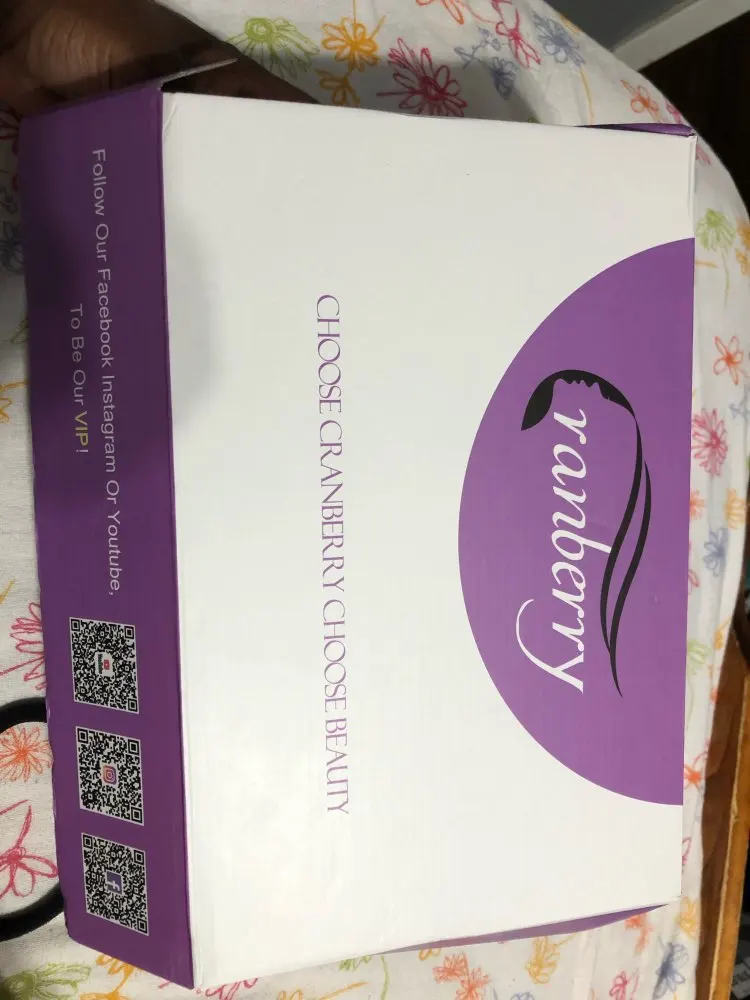 Cranberry
CHOOSE CRANBERRY CHOOSE BEAUTY
Follow Our Facebook Instagram Or Youtube,
To Be Our VIP!